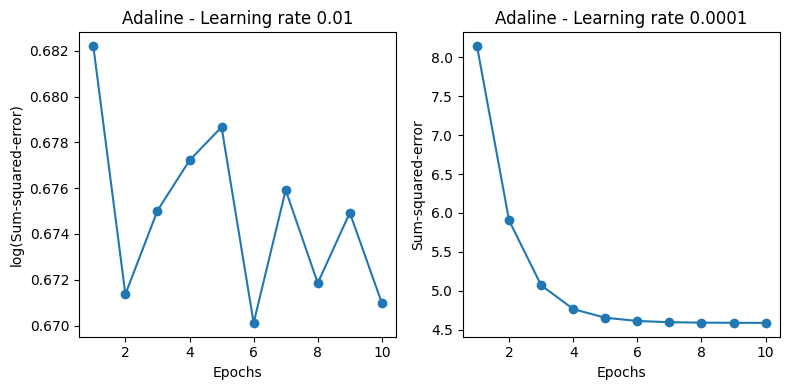 Adaline - Learning rate 0.01
log(Sum-squared-error)
0.682
0.680
0.678
0.676
0.674
0.672
0.670
2 4 6 8 10
Epochs
Adaline - Learning rate 0.0001
Sum-squared-error
8.0
7.5
7.0
6.5
6.0
5.5
5.0
4.5
2 4 6 8 10
Epochs